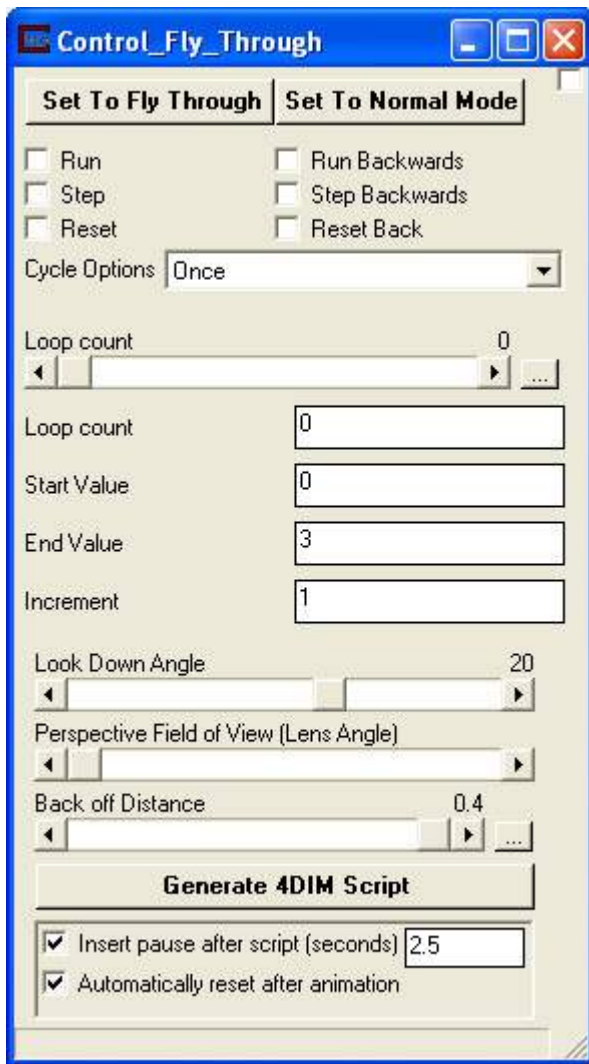 Control_Fly_Through
Set To Fly Through Set To Normal Mode
Run Run Backwards
Step Step Backwards
Reset Reset Back
Cycle Options Once
Loop count 0
...
Loop count 0
Start Value 0
End Value 3
Increment 1
Look Down Angle 20
Perspective Field of View (Lens Angle)
Back off Distance 0.4
...
Generate 4DIM Script
Insert pause after script (seconds) 2.5
Automatically reset after animation